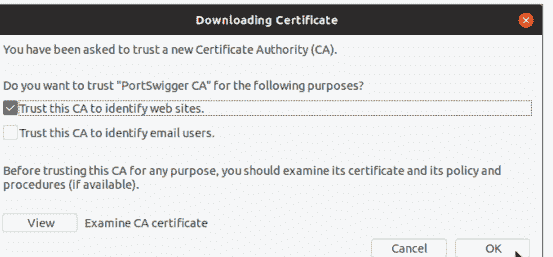 Downloading Certificate
You have been asked to trust a new Certificate Authority (CA).
Do you want to trust "PortSwigger CA" for the following purposes?
Trust this CA to identify web sites.
Trust this CA to identify email users.
Before trusting this CA for any purpose, you should examine its certificate and its policy and
procedures (if available).
View Examine CA certificate
Cancel OK